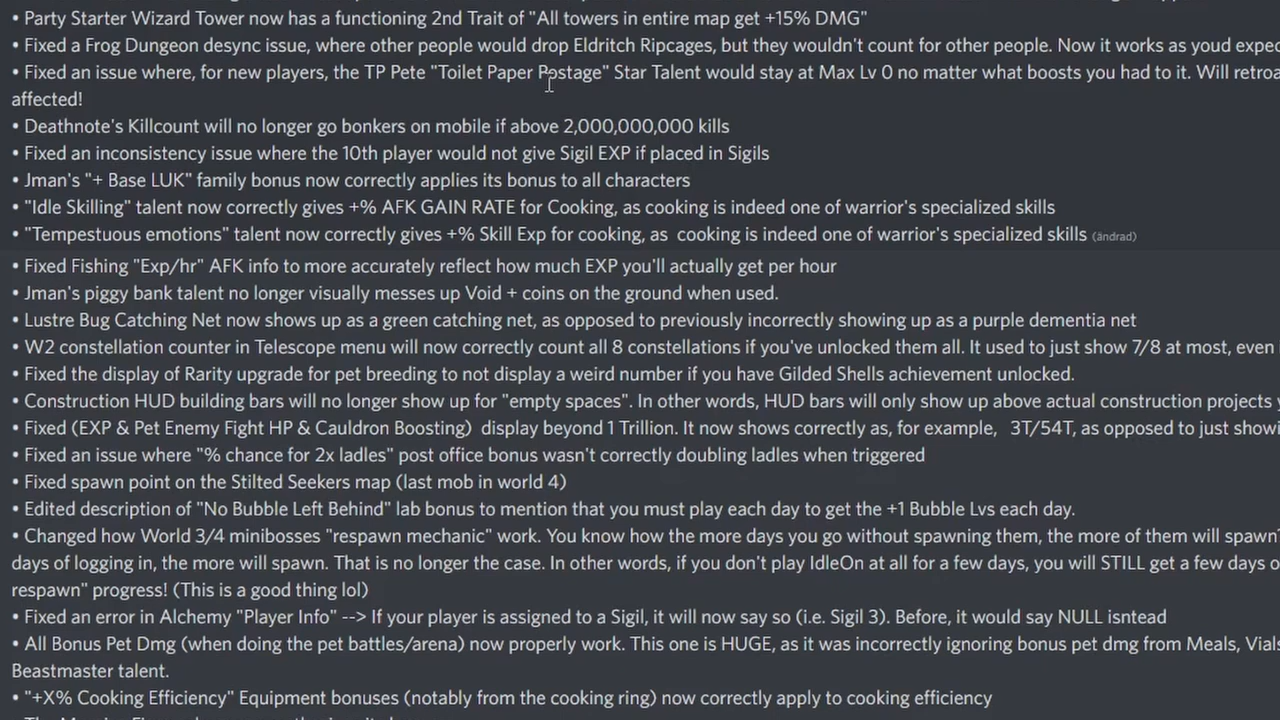 • Party Starter Wizard Tower now has a functioning 2nd Trait of "All towers in entire map get +15% DMG"
• Fixed a Frog Dungeon desync issue, where other people would drop Eldritch Ripcages, but they wouldn't count for other people. Now it works as youd
• Fixed an issue where, for new players, the TP Pete "Toilet Paper Postage" Star Talent would stay at Max Lv 0 no matter what boosts you had to it. Will
affected!
• Deathnote's Killcount will no longer go bonkers on mobile if above 2,000,000,000 kills
• Fixed an inconsistency issue where the 10th player would not give Sigil EXP if placed in Sigils
• Jman's "+ Base LUK" family bonus now correctly applies its bonus to all characters
• "Idle Skilling" talent now correctly gives +% AFK GAIN RATE for Cooking, as cooking is indeed one of warrior's specialized skills
• "Tempestuous emotions" talent now correctly gives +% Skill Exp for cooking, as  cooking is indeed one of warrior's specialized skills (ändrad)
• Fixed Fishing "Exp/hr" AFK info to more accurately reflect how much EXP you'll actually get per hour
• Jman's piggy bank talent no longer visually messes up Void + coins on the ground when used.
• Lustre Bug Catching Net now shows up as a green catching net, as opposed to previously incorrectly showing up as a purple dementia net
• W2 constellation counter in Telescope menu will now correctly count all 8 constellations if you've unlocked them all. It used to just show 7/8 at most, even
• Fixed the display of Rarity upgrade for pet breeding to not display a weird number if you have Gilded Shells achievement unlocked.
• Construction HUD building bars will no longer show up for "empty spaces". In other words, HUD bars will only show up above actual construction projects
• Fixed (EXP & Pet Enemy Fight HP & Cauldron Boosting)  display beyond 1 Trillion. It now shows correctly as, for example,   3T/54T, as opposed to just
• Fixed an issue where "% chance for 2x ladles" post office bonus wasn't correctly doubling ladles when triggered
• Fixed spawn point on the Stilted Seekers map (last mob in world 4)
• Edited description of "No Bubble Left Behind" lab bonus to mention that you must play each day to get the +1 Bubble Lvs each day.
• Changed how World 3/4 minibosses "respawn mechanic" work. You know how the more days you go without spawning them, the more of them will spawn
days of logging in, the more will spawn. That is no longer the case. In other words, if you don't play IdleOn at all for a few days, you will STILL get a few days
respawn" progress! (This is a good thing lol)
• Fixed an error in Alchemy "Player Info" --> If your player is assigned to a Sigil, it will now say so (i.e. Sigil 3). Before, it would say NULL isntead
• All Bonus Pet Dmg (when doing the pet battles/arena) now properly work. This one is HUGE, as it was incorrectly ignoring bonus pet dmg from Meals,
Beastmaster talent.
• "+X% Cooking Efficiency" Equipment bonuses (notably from the cooking ring) now correctly apply to cooking efficiency